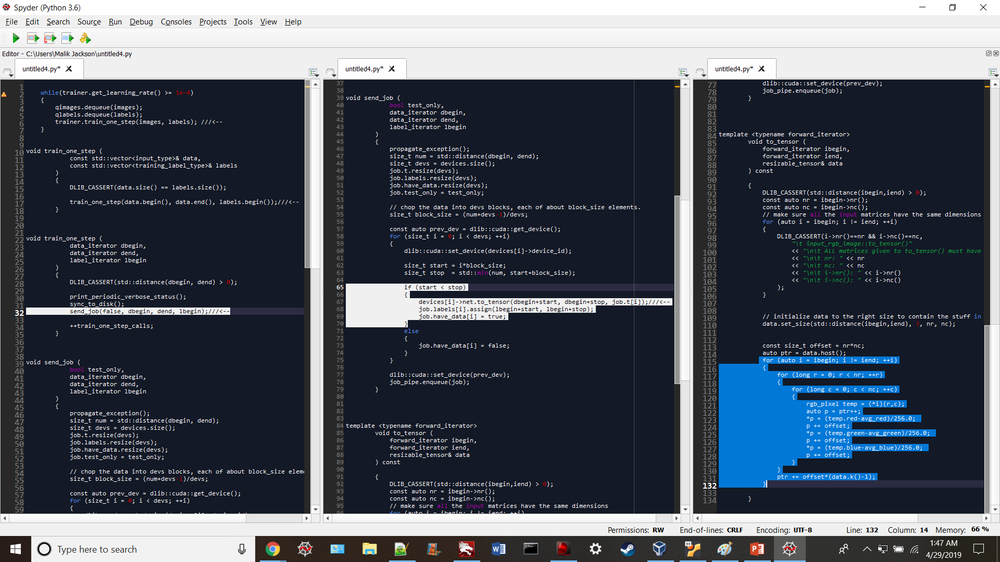 Spyder (Python 3.6)
File Edit Search Source Run Debug Consoles Projects Tools View Help
Editor - C:\Users\Malik Jackson\untitled4.py
untitled4.py*
1
2 while(trainer.get_learning_rate() >= 1e-4)
3 {
4 qimages.dequeue(images);
5 qlabels.dequeue(labels);
6 trainer.train_one_step(images, labels); ///<--
7 }
8
9
10 void train_one_step (
11 const std::vector<input_type>& data,
12 const std::vector<training_label_type>& labels
13 )
14 {
15 DLIB_CASSERT(data.size() == labels.size());
16
17 train_one_step(data.begin(), data.end(), labels.begin());///<--
18 }
19
20
21
22 void train_one_step (
23 data_iterator dbegin,
24 data_iterator dend,
25 label_iterator lbegin
26 )
27 {
28 DLIB_CASSERT(std::distance(dbegin, dend) > 0);
29
30 print_periodic_verbose_status();
31 sync_to_disk();
32 send_job(false, dbegin, dend, lbegin);///<--
33
34 ++train_one_step_calls;
35 }
36
37
38
39 void send_job (
40 bool test_only,
41 data_iterator dbegin,
42 data_iterator dend,
43 label_iterator lbegin
44 )
45 {
46 propagate_exception();
47 size_t num = std::distance(dbegin, dend);
48 size_t devs = devices.size();
49 job.t.resize(devs);
50 job.labels.resize(devs);
51 job.have_data.resize(devs);
52 job.test_only = test_only;
53
54 // chop the data into devs blocks, each of about block_size elem
55 size_t block_size = (num+devs-1)/devs;
56
57 const auto prev_dev = dlib::cuda::get_device();
58 for (size_t i = 0; i < devs; ++i)
59 {
untitled4.py*
37
38
39 void send_job (
40 bool test_only,
41 data_iterator dbegin,
42 data_iterator dend,
43 label_iterator lbegin
44 )
45 {
46 propagate_exception();
47 size_t num = std::distance(dbegin, dend);
48 size_t devs = devices.size();
49 job.t.resize(devs);
50 job.labels.resize(devs);
51 job.have_data.resize(devs);
52 job.test_only = test_only;
53
54 // chop the data into devs blocks, each of about block_size elements.
55 size_t block_size = (num+devs-1)/devs;
56
57 const auto prev_dev = dlib::cuda::get_device();
58 for (size_t i = 0; i < devs; ++i)
59 {
60 dlib::cuda::set_device(devices[i]->device_id);
61
62 size_t start = i*block_size;
63 size_t stop = std::min(num, start+block_size);
64
65 if (start < stop)
66 {
67 devices[i]->net.to_tensor(dbegin+start, dbegin+stop, job.t[i]);///<--
68 job.labels[i].assign(lbegin+start, lbegin+stop);
69 job.have_data[i] = true;
70 }
71 else
72 {
73 job.have_data[i] = false;
74 }
75 }
76
77 dlib::cuda::set_device(prev_dev);
78 job_pipe.enqueue(job);
79 }
80
81
82
83
84 template <typename forward_iterator>
85 void to_tensor (
86 forward_iterator ibegin,
87 forward_iterator iend,
88 resizable_tensor& data
89 ) const
90
91 {
92 DLIB_CASSERT(std::distance(ibegin,iend) > 0);
93 const auto nr = ibegin->nr();
94 const auto nc = ibegin->nc();
95 // make sure all the input matrices have the same dimensions
96 for (auto i = ibegin; i != iend; ++i)
untitled4.py*
77 dlib::cuda::set_device(prev_dev);
78 job_pipe.enqueue(job);
79 }
80
81
82
83
84 template <typename forward_iterator>
85 void to_tensor (
86 forward_iterator ibegin,
87 forward_iterator iend,
88 resizable_tensor& data
89 ) const
90
91 {
92 DLIB_CASSERT(std::distance(ibegin,iend) > 0);
93 const auto nr = ibegin->nr();
94 const auto nc = ibegin->nc();
95 // make sure all the input matrices have the same dimensions
96 for (auto i = ibegin; i != iend; ++i)
97 {
98 DLIB_CASSERT(i->nr()==nr && i->nc()==nc,
99 "\t input_rgb_image::to_tensor()"
100 << "\n\t All matrices given to to_tensor() must have
101 << "\n\t nr: " << nr
102 << "\n\t nc: " << nc
103 << "\n\t i->nr(): " << i->nr()
104 << "\n\t i->nc(): " << i->nc()
105 );
106 }
107
108
109 // initialize data to the right size to contain the stuff in
110 data.set_size(std::distance(ibegin,iend), 3, nr, nc);
111
112
113 const size_t offset = nr*nc;
114 auto ptr = data.host();
115 for (auto i = ibegin; i != iend; ++i)
116 {
117 for (long r = 0; r < nr; ++r)
118 {
119 for (long c = 0; c < nc; ++c)
120 {
121 rgb_pixel temp = (*i)(r,c);
122 auto p = ptr++;
123 *p = (temp.red-avg_red)/256.0;
124 p += offset;
125 *p = (temp.green-avg_green)/256.0;
126 p += offset;
127 *p = (temp.blue-avg_blue)/256.0;
128 p += offset;
129 }
130 }
131 ptr += offset*(data.k()-1);
132 }
133
134 }
Permissions: RW End-of-lines: CRLF Encoding: UTF-8 Line: 132 Column: 14 Memory: 66 %
Type here to search
1:47 AM
4/29/2019